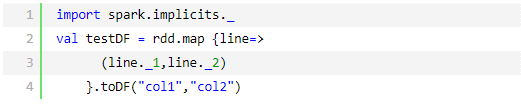 1 import spark.implicits._
2 val testDF = rdd.map {line=>
3 (line._1,line._2)
4 }.toDF("col1","col2")